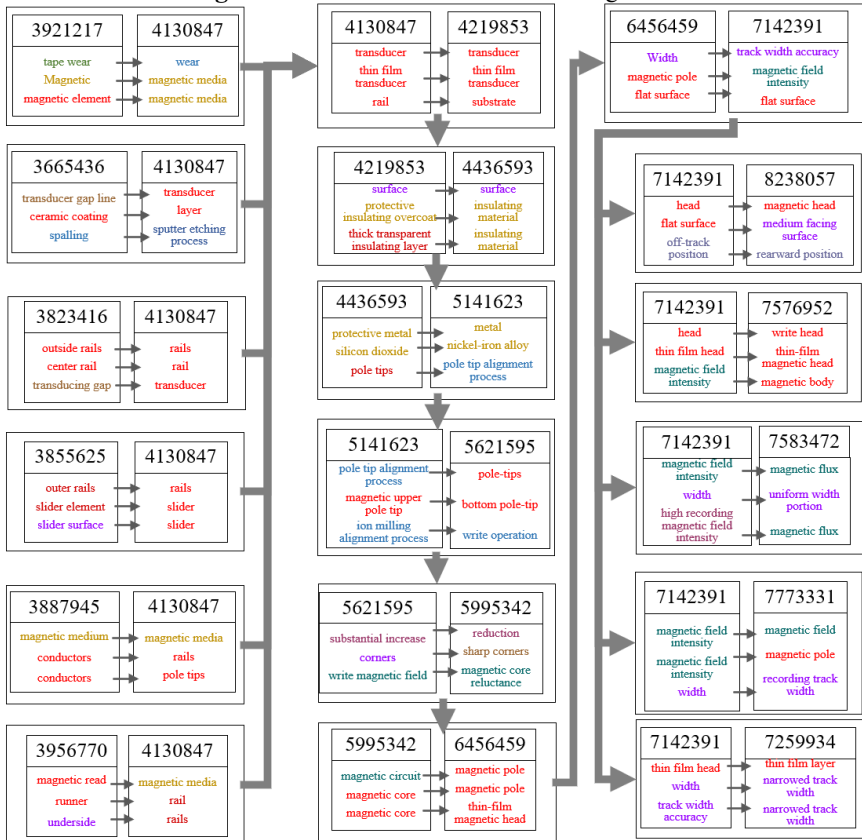 3921217 4130847
tape wear wear
Magnetic magnetic media
magnetic element magnetic media
3665436 4130847
transducer gap line transducer
ceramic coating layer
spalling sputter etching
process
3823416 4130847
outside rails rails
center rail rail
transducing gap transducer
3855625 4130847
outer rails rails
slider element slider
slider surface slider
3887945 4130847
magnetic medium magnetic media
conductors rails
conductors pole tips
3956770 4130847
magnetic read magnetic media
runner rail
underside rails
4130847 4219853
transducer transducer
thin film thin film
transducer transducer
rail substrate
4219853 4436593
surface surface
protective insulating
insulating overcoat material
thick transparent insulating
insulating layer material
4436593 5141623
protective metal metal
silicon dioxide nickel-iron alloy
pole tips pole tip alignment
process
5141623 5621595
pole tip alignment pole-tips
process
magnetic upper bottom pole-tip
pole tip
ion milling write operation
alignment process
5621595 5995342
substantial increase reduction
corners sharp corners
write magnetic field magnetic core
reluctance
5995342 6456459
magnetic circuit magnetic pole
magnetic core magnetic pole
magnetic core thin-film
magnetic head
6456459 7142391
Width track width accuracy
magnetic pole magnetic field
intensity
flat surface flat surface
7142391 8238057
head magnetic head
flat surface medium facing
surface
off-track rearward position
position
7142391 7576952
head write head
thin film head thin-film
magnetic head
magnetic field magnetic body
intensity
7142391 7583472
magnetic field magnetic flux
intensity
width uniform width
portion
high recording
magnetic field magnetic flux
intensity
7142391 7773331
magnetic field magnetic field
intensity
magnetic field magnetic pole
intensity
width recording track
width
7142391 7259934
thin film head thin film layer
width narrowed track
width
track width narrowed track
accuracy width